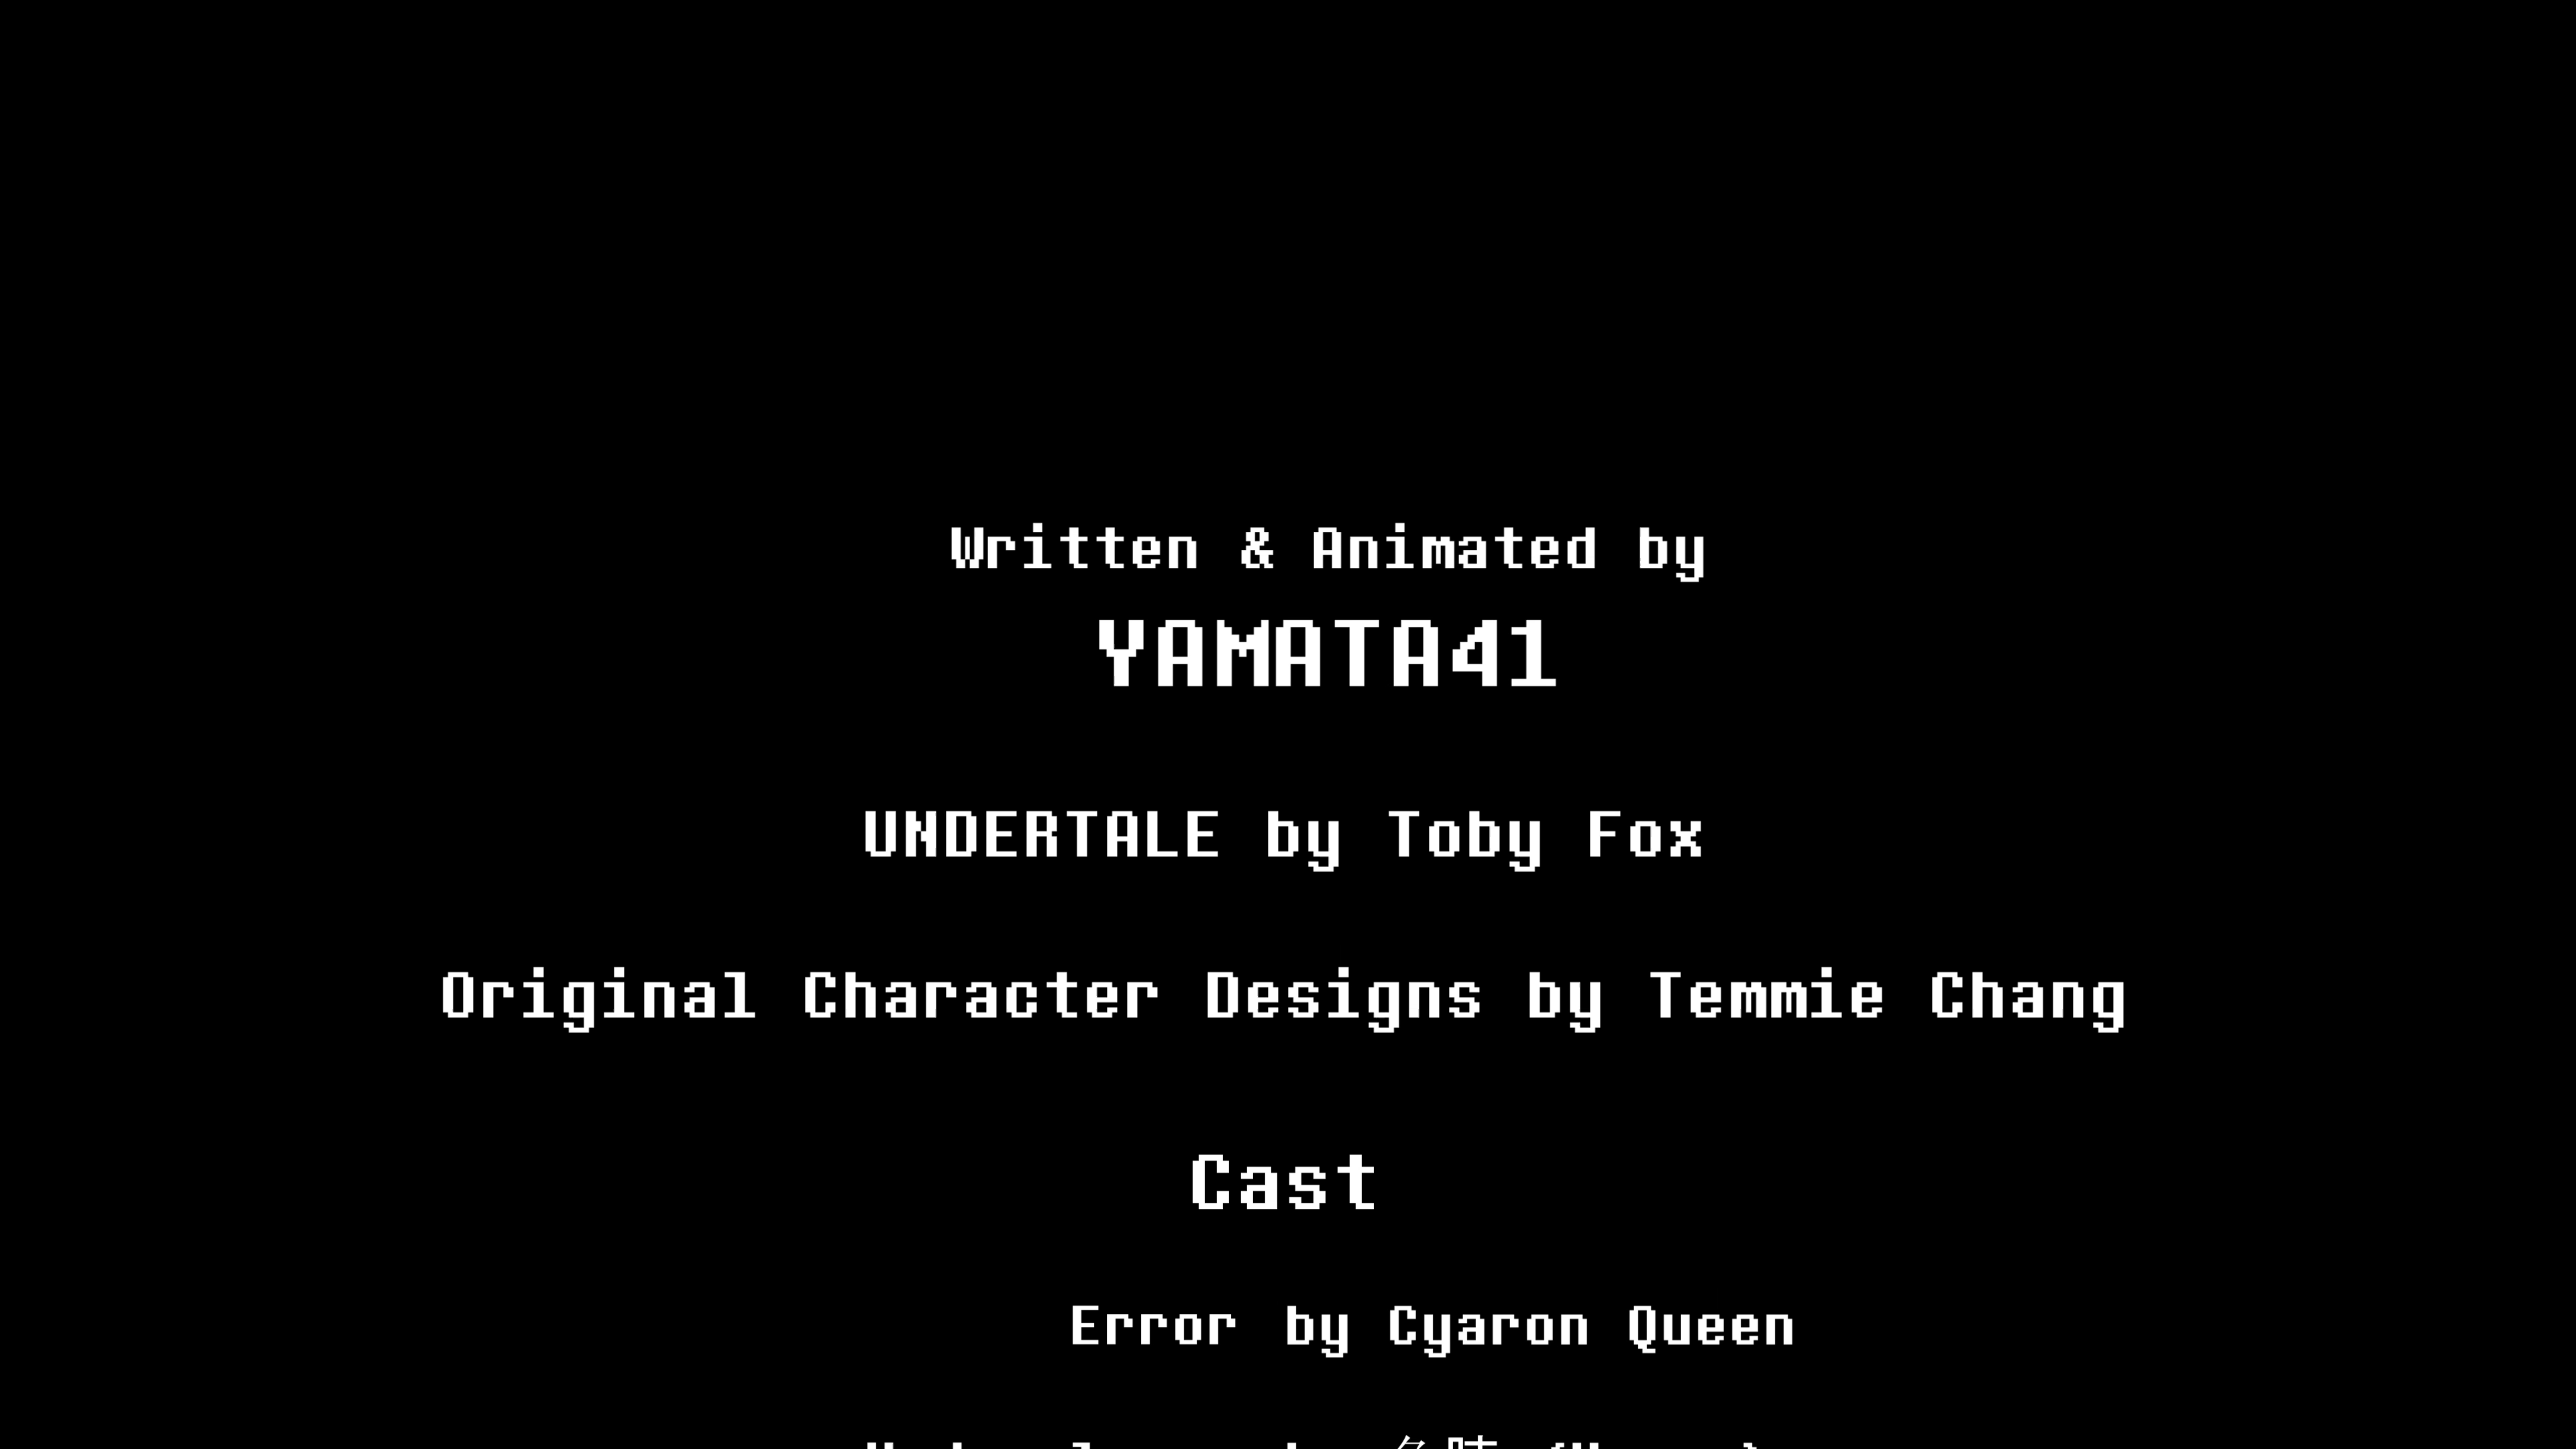 Written & Animated by
YAMATA41
UNDERTALE by Toby Fox
Original Character Designs by Temmie Chang
Cast
Error by Cyaron Queen